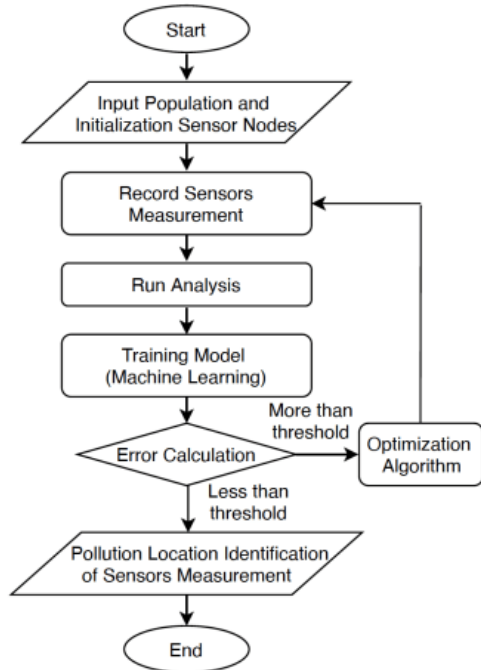 Start
Input Population and
Initialization Sensor Nodes
Record Sensors
Measurement
Run Analysis
Training Model
(Machine Learning)
Error Calculation
More than
threshold
Optimization
Algorithm
Less than
threshold
Pollution Location Identification
of Sensors Measurement
End